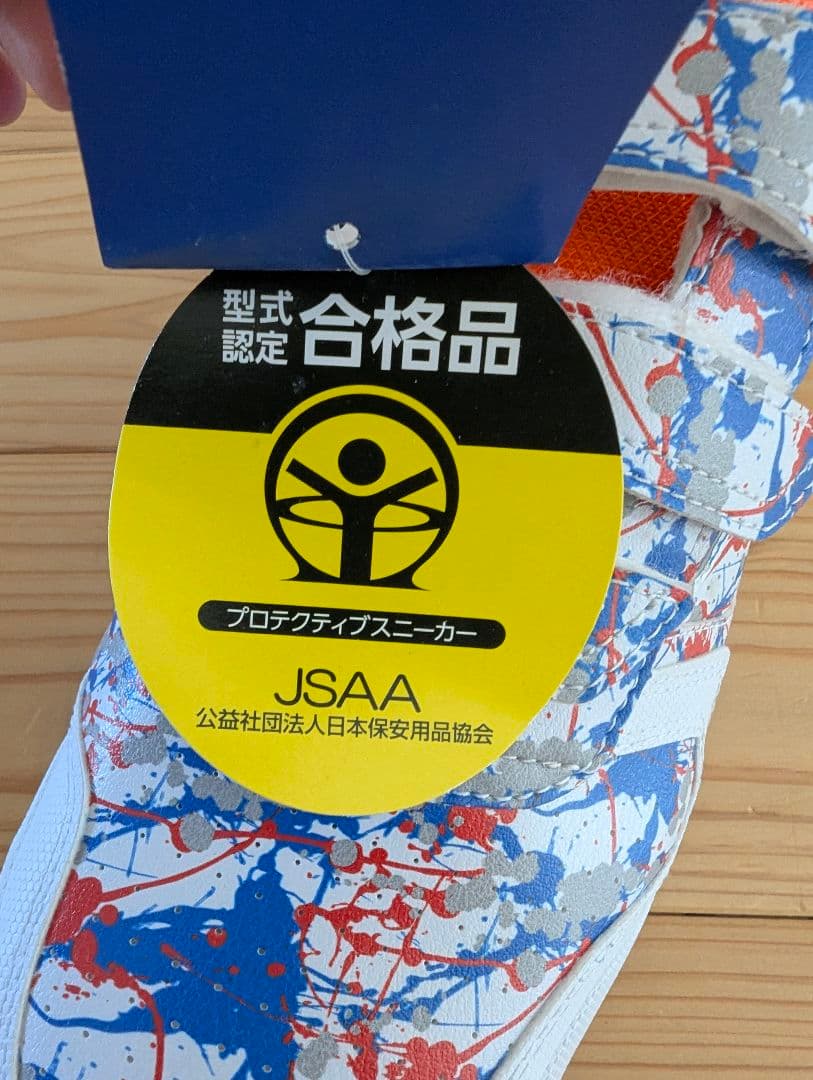 型式
認定
合格品
プロテクティブスニーカー
JSAA
公益社団法人日本保安用品協会